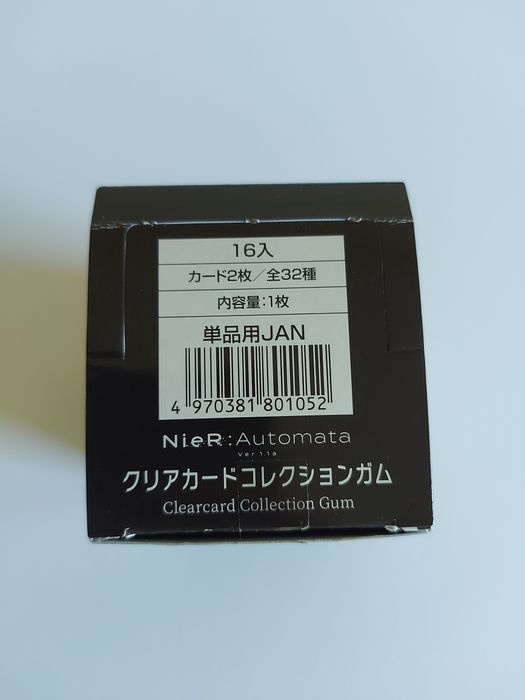 16入
カード2枚／全32種
内容量:1枚
単品用JAN
4 970381 801052
NieR:Automata
Ver1.1a
クリアカードコレクションガム
Clearcard Collection Gum